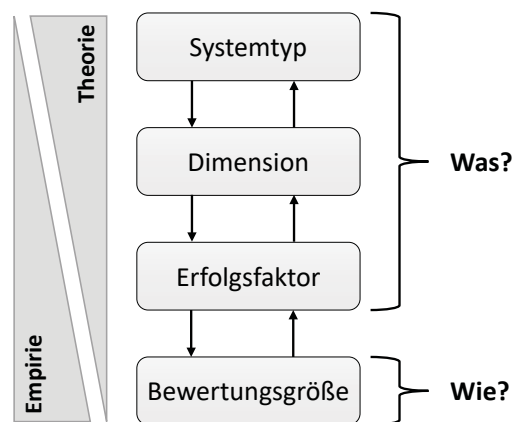 Theorie
Systemtyp
Dimension
Was?
Erfolgsfaktor
Empirie
Bewertungsgröße
Wie?